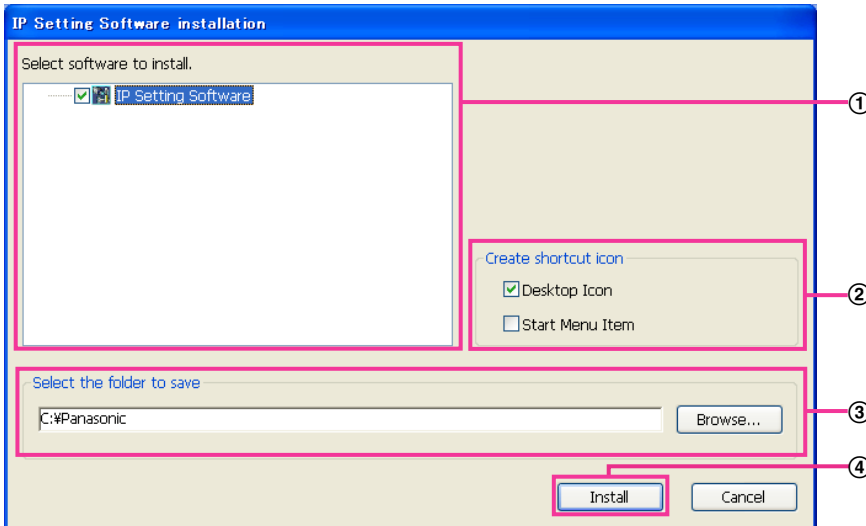 IP Setting Software installation
Select software to install.
IP Setting Software
①
Create shortcut icon
Desktop Icon
②
Start Menu Item
Select the folder to save
C:¥Panasonic
Browse...
③
④
Install
Cancel